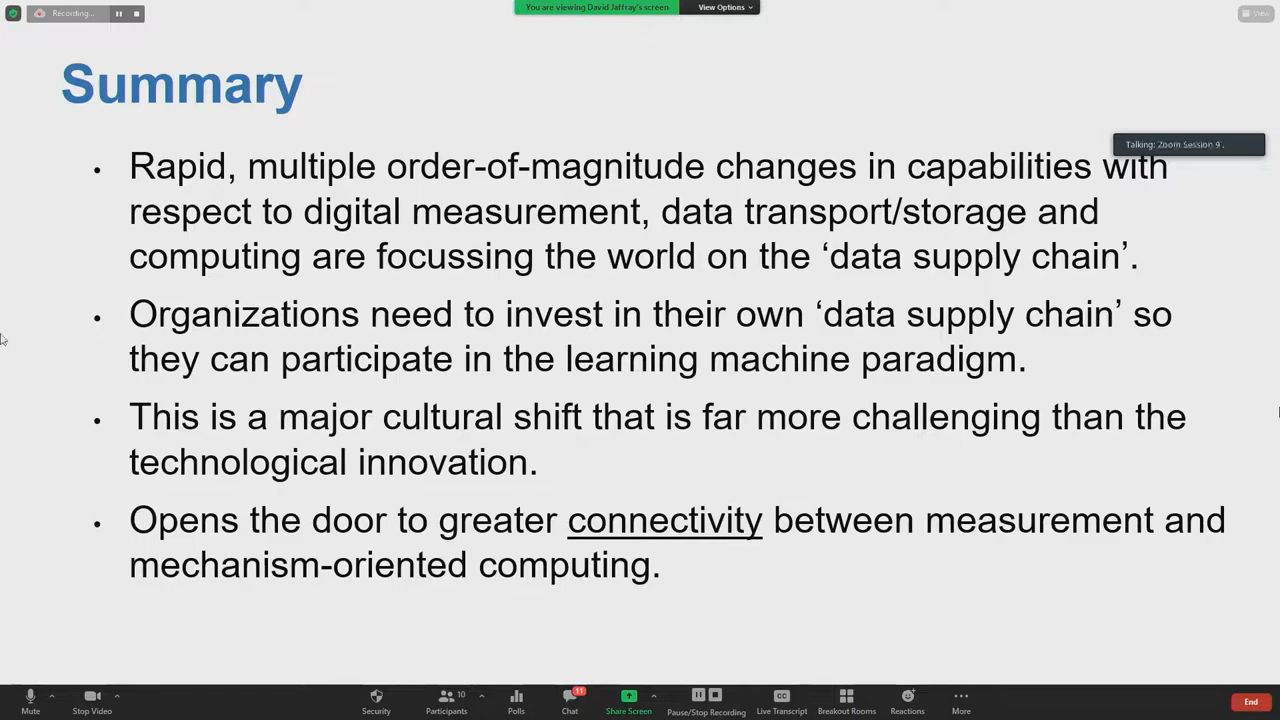 Recording...
You are viewing David Jaffray's screen
View Options
View
Summary
Talking: Zoom Session 9.
• Rapid, multiple order-of-magnitude changes in capabilities with
respect to digital measurement, data transport/storage and
computing are focussing the world on the ‘data supply chain’.
• Organizations need to invest in their own ‘data supply chain’ so
they can participate in the learning machine paradigm.
• This is a major cultural shift that is far more challenging than the
technological innovation.
• Opens the door to greater connectivity between measurement and
mechanism-oriented computing.
Mute
Stop Video
Security
Participants 10
Polls
Chat 11
Share Screen
Pause/Stop Recording
CC
Live Transcript
Breakout Rooms
Reactions
More
End